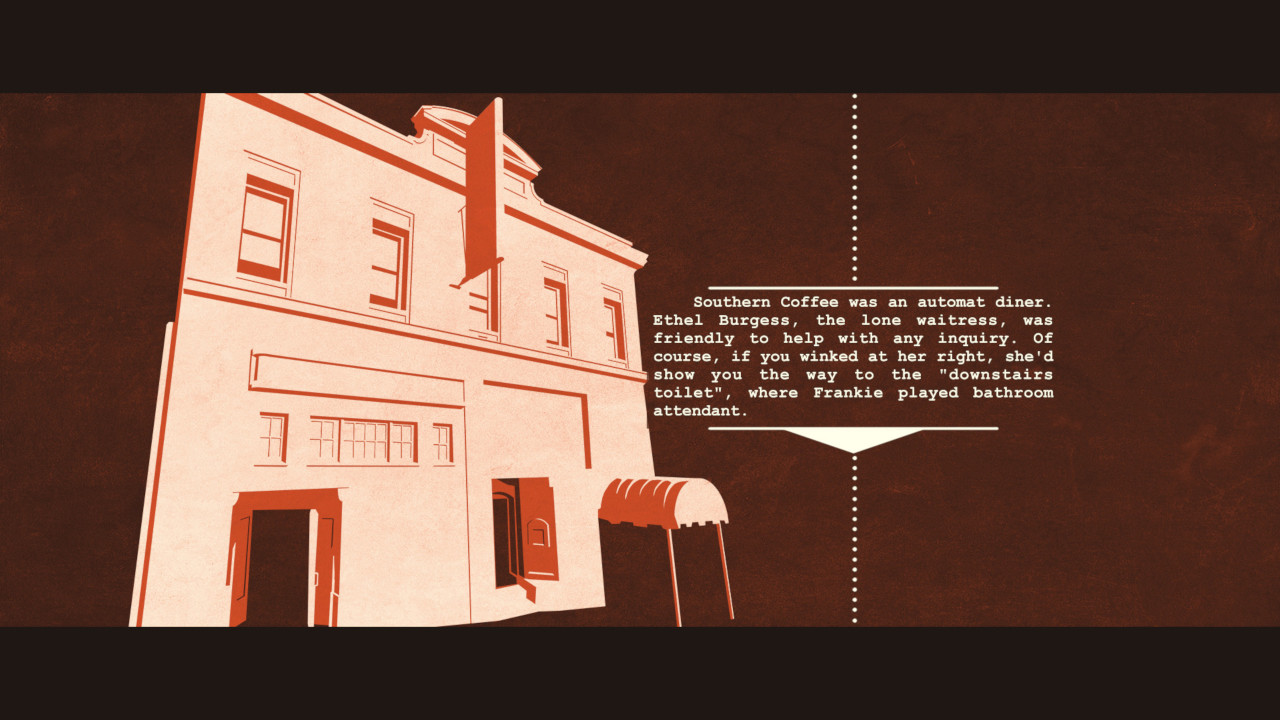 Southern Coffee was an automat diner.
Ethel Burgess, the lone waitress, was
friendly to help with any inquiry. Of
course, if you winked at her right, she'd
show you the way to the "downstairs
toilet", where Frankie played bathroom
attendant.